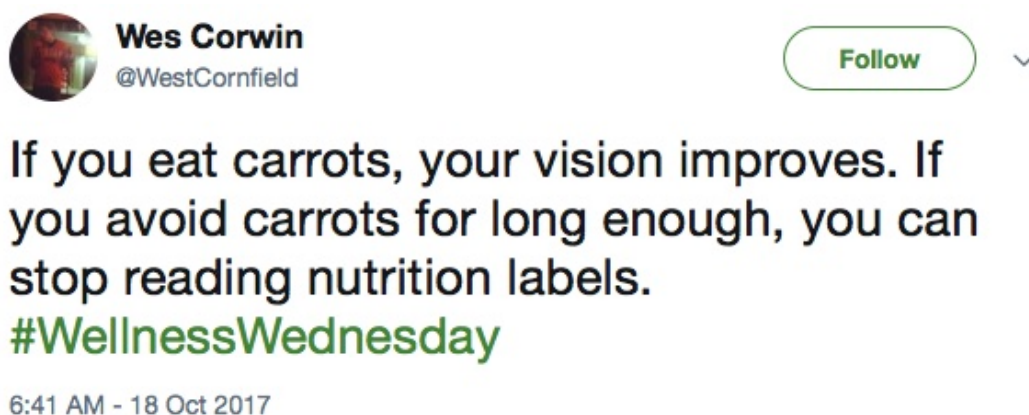 Wes Corwin
@WestCornfield
Follow
If you eat carrots, your vision improves. If
you avoid carrots for long enough, you can
stop reading nutrition labels.
#WellnessWednesday
6:41 AM - 18 Oct 2017